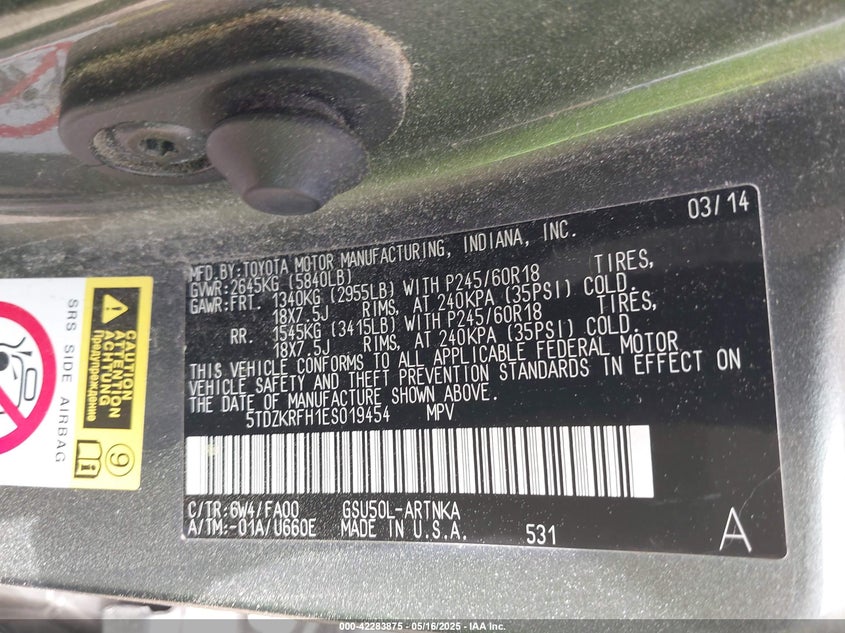 03/14
MFD.BY:TOYOTA MOTOR MANUFACTURING, INDIANA, INC.
GVWR:2645KG (5840LB)
GAWR:FRT. 1340KG (2955LB) WITH P245/60R18 TIRES,
18X7.5J RIMS, AT 240KPA (35PSI) COLD.
RR. 1545KG (3415LB) WITH P245/60R18 TIRES,
18X7.5J RIMS, AT 240KPA (35PSI) COLD.
THIS VEHICLE CONFORMS TO ALL APPLICABLE FEDERAL MOTOR
VEHICLE SAFETY AND THEFT PREVENTION STANDARDS IN EFFECT ON
THE DATE OF MANUFACTURE SHOWN ABOVE.
5TDZKRFH1ES019454 MPV
C/TR:6W4/FA00 GSU50L-ARTNKA
A/TM:-01A/U660E MADE IN U.S.A.
531
A
SRS SIDE AIRBAG
CAUTION
ATTENTION
ACHTUNG
предупреждение
9
000-42283875 - 05/16/2025 - IAA Inc.